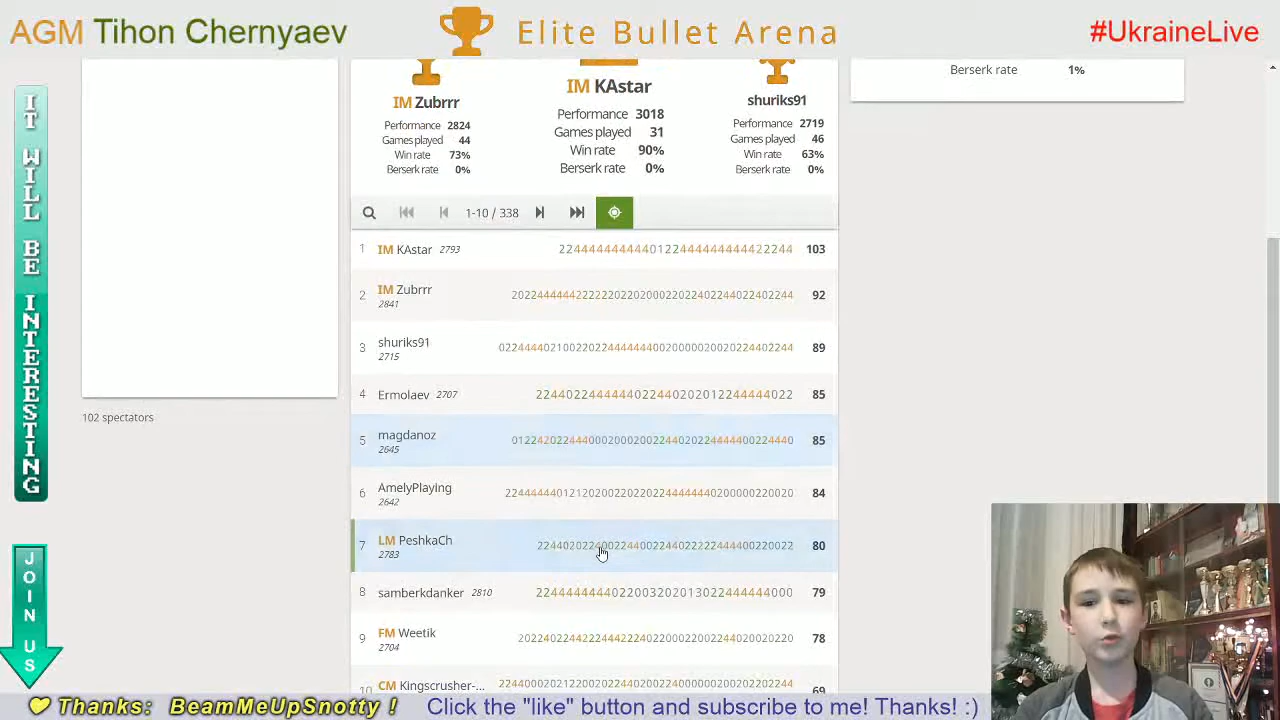 AGM Tihon Chernyaev
Elite Bullet Arena
#UkraineLive
IT WILL BE INTERESTING
JOIN US
IM Zubrrr
Performance 2824
Games played 44
Win rate 73%
Berserk rate 0%
IM KAstar
Performance 3018
Games played 31
Win rate 90%
Berserk rate 0%
shuriks91
Performance 2719
Games played 46
Win rate 63%
Berserk rate 0%
Berserk rate 1%
1-10 / 338
1 IM KAstar 2793 103
2 IM Zubrrr 2841 92
3 shuriks91 2715 89
4 Ermolaev 2707 85
5 magdanoz 2645 85
6 AmelyPlaying 2642 84
7 LM PeshkaCh 2783 80
8 samberkdanker 2810 79
9 FM Weetik 2704 78
10 CM Kingscrusher-... 69
102 spectators
Thanks: BeamMeUpSnotty !
Click the "like" button and subscribe to me! Thanks! :)